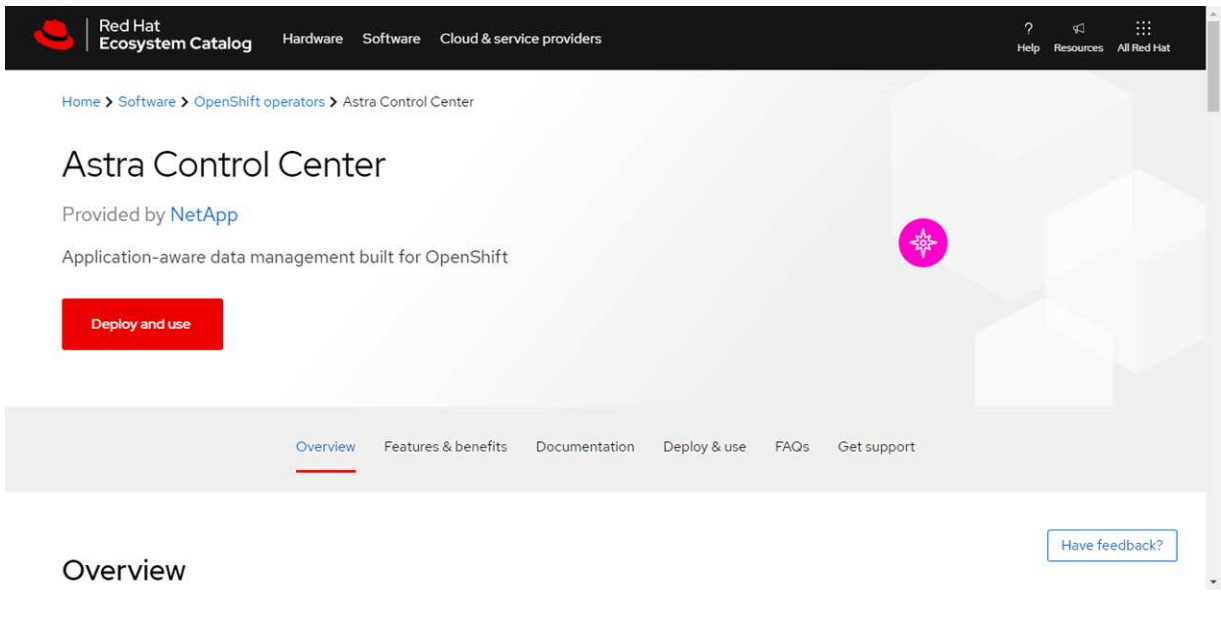 Red Hat
Ecosystem Catalog
Hardware Software Cloud & service providers
? 
Help Resources All Red Hat
Home > Software > OpenShift operators > Astra Control Center
Astra Control Center
Provided by NetApp
Application-aware data management built for OpenShift
Deploy and use
Overview Features & benefits Documentation Deploy & use FAQs Get support
Have feedback?
Overview